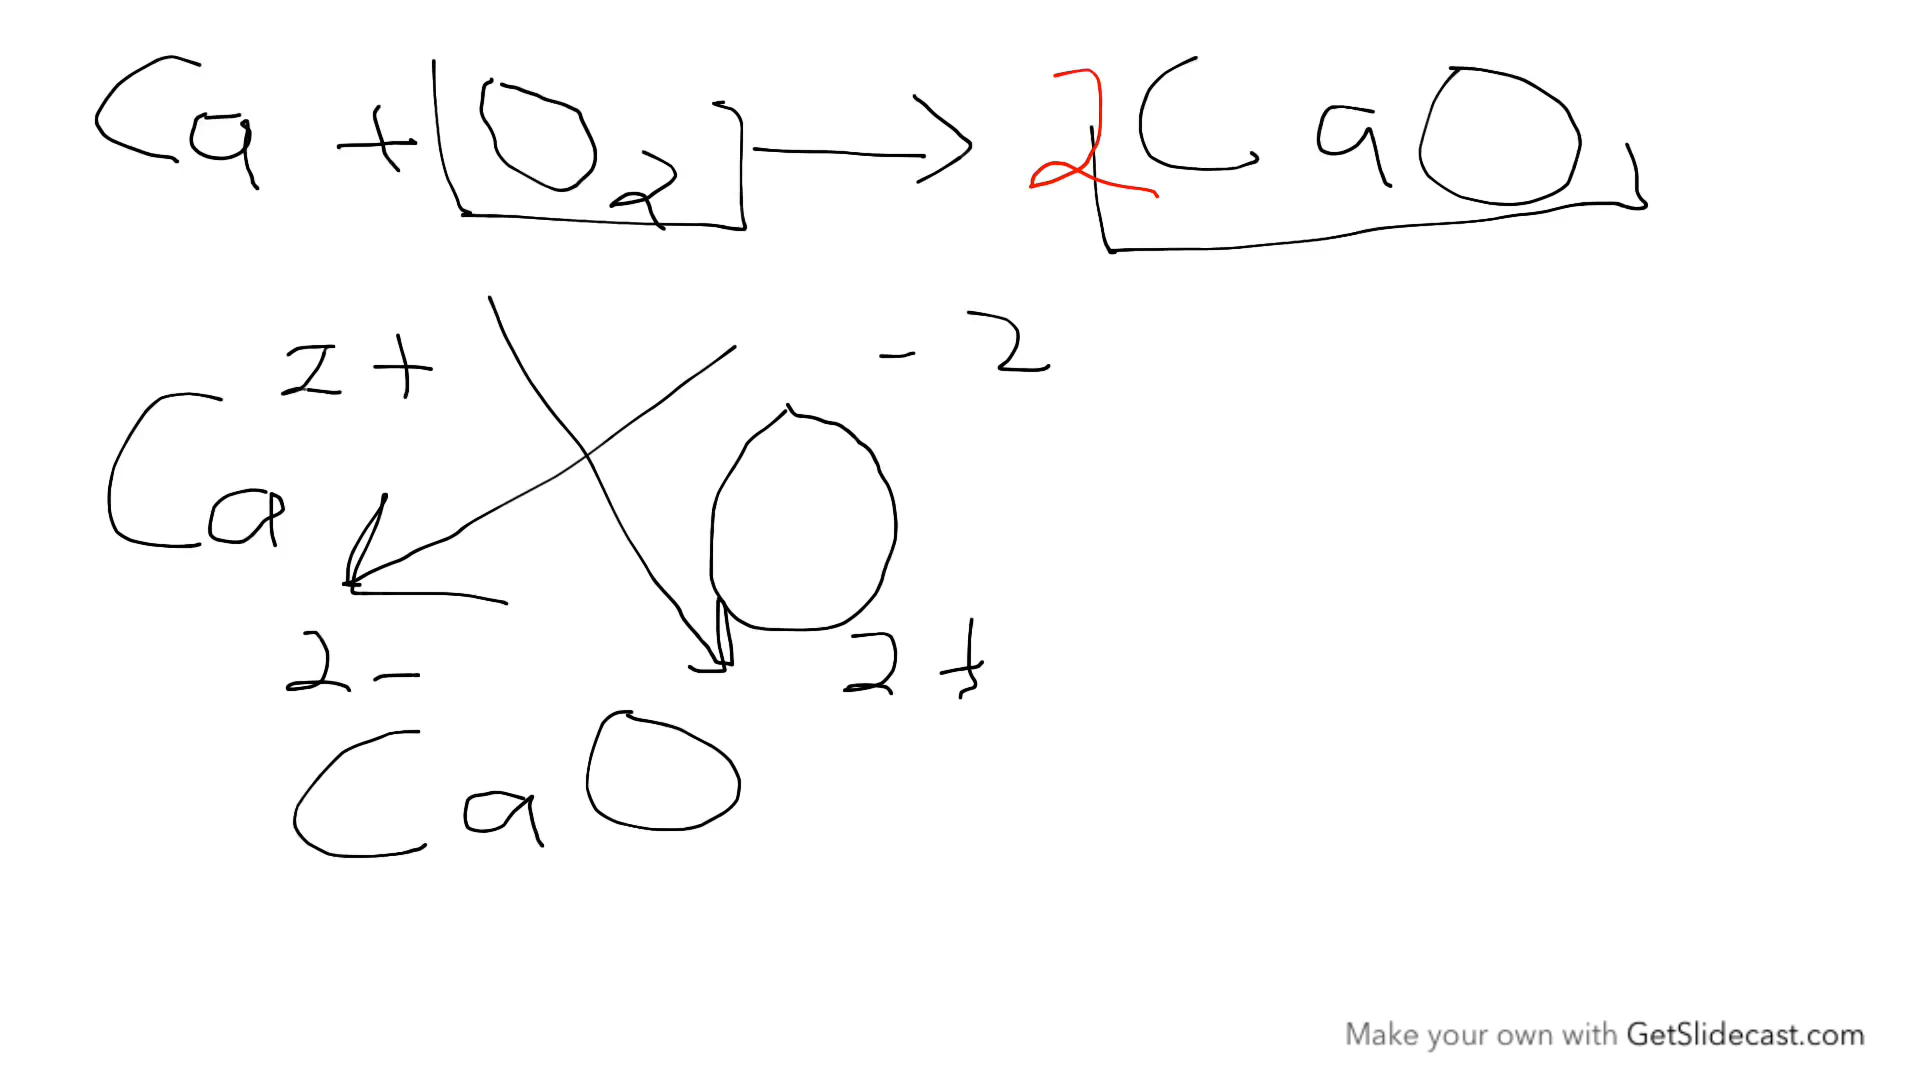 Ca + O2 → 2CaO
Ca 2+ O -2
2- 2+
CaO
Make your own with GetSlidecast.com